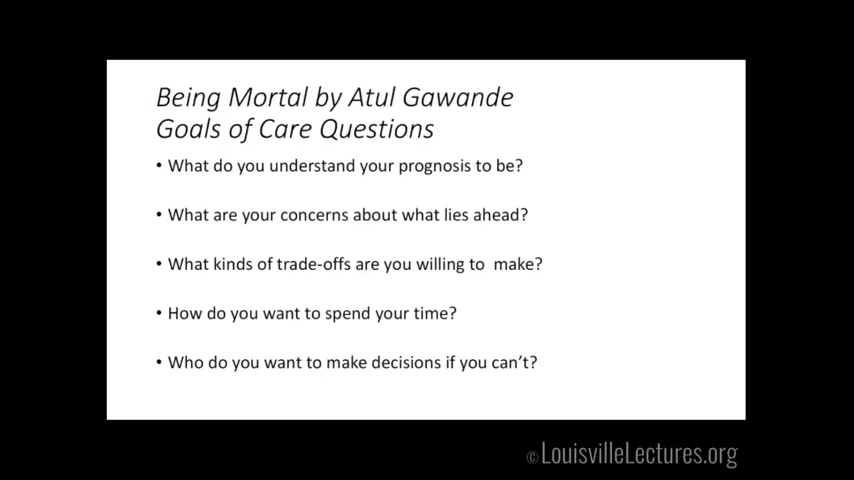 Being Mortal by Atul Gawande
Goals of Care Questions
• What do you understand your prognosis to be?
• What are your concerns about what lies ahead?
• What kinds of trade-offs are you willing to  make?
• How do you want to spend your time?
• Who do you want to make decisions if you can't?
© LouisvilleLectures.org